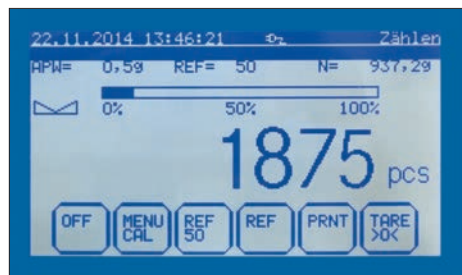 22.11.2014 13:46:21 Zählen
APW= 0,5g REF= 50 N= 937,2g
0% 50% 100%
1875 pcs
OFF MENU CAL REF 50 REF PRNT TARE >0<